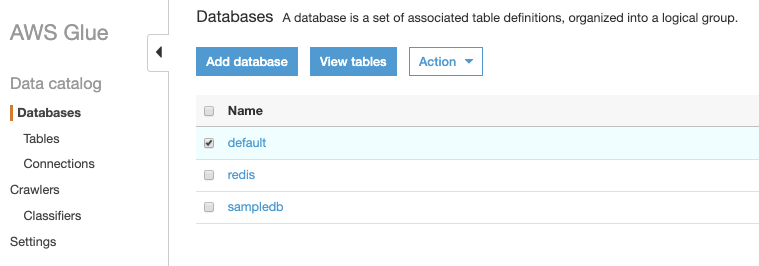 AWS Glue
Data catalog
Databases
Tables
Connections
Crawlers
Classifiers
Settings
Databases A database is a set of associated table definitions, organized into a logical group.
Add database View tables Action
Name
default
redis
sampledb